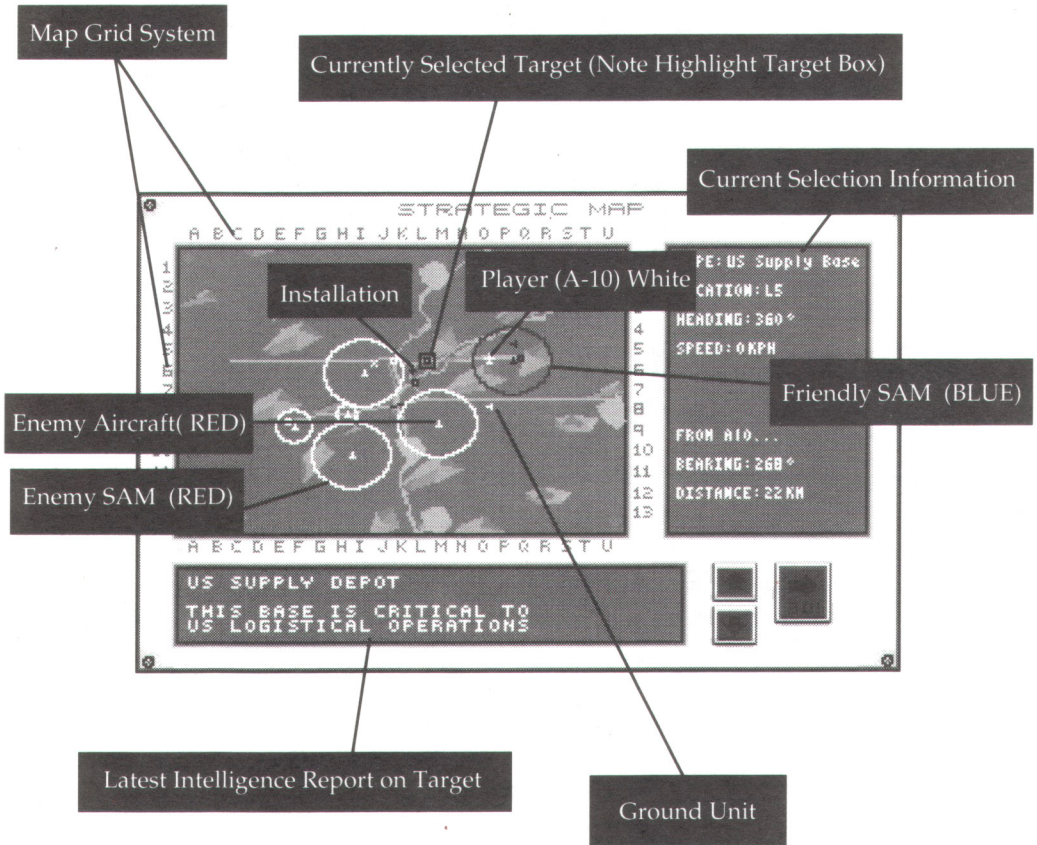 Map Grid System
Currently Selected Target (Note Highlight Target Box)
Current Selection Information
STRATEGIC MAP
A B C D E F G H I J K L M N O P Q R S T U
Installation
Player (A-10) White
PE: US Supply Base
CATION: L5
HEADING: 360°
SPEED: 0 KPH
1
2
3
4
5
6
7
8
9
10
11
12
13
Friendly SAM (BLUE)
Enemy Aircraft( RED)
Enemy SAM (RED)
FROM A10...
BEARING: 268°
DISTANCE: 22 KM
A B C D E F G H I J K L M N O P Q R S T U
US SUPPLY DEPOT
THIS BASE IS CRITICAL TO
US LOGISTICAL OPERATIONS
Latest Intelligence Report on Target
Ground Unit